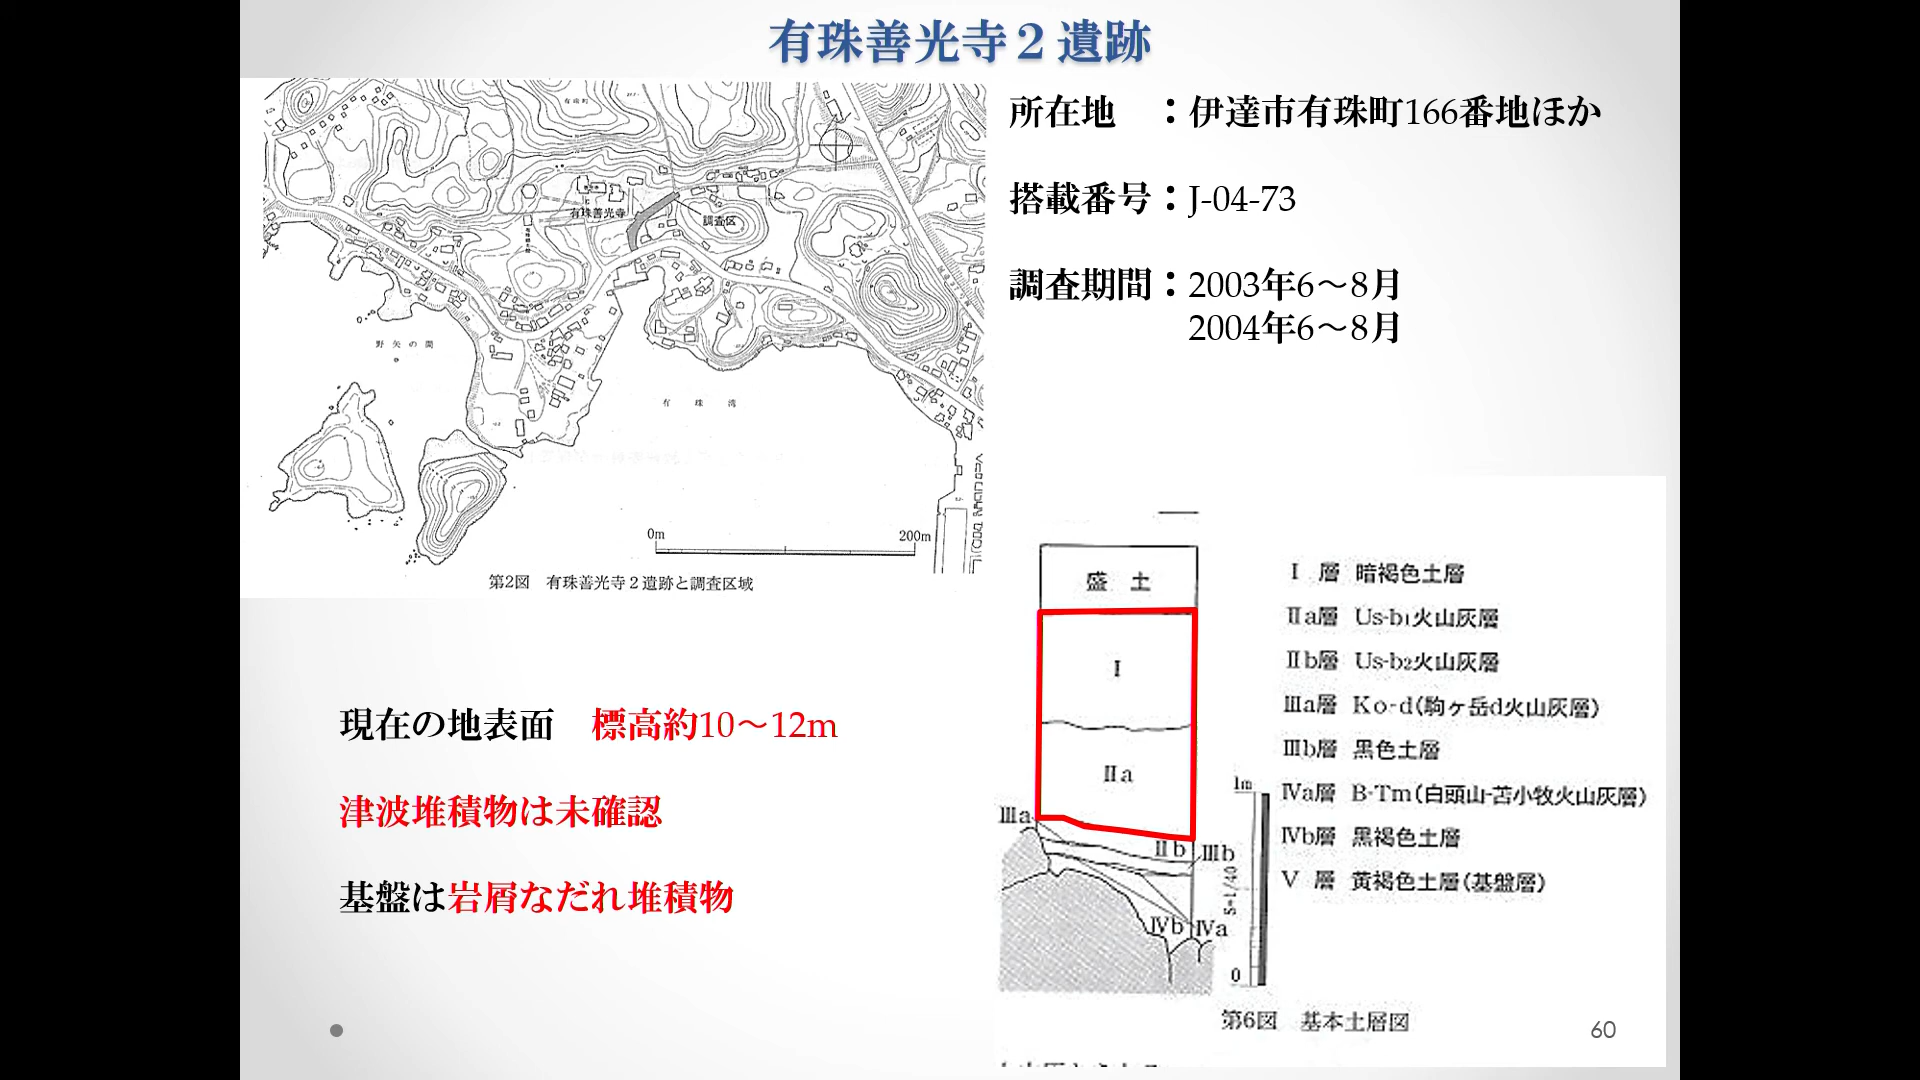 有珠善光寺２遺跡
有珠町
有珠善光寺
調査区
野矢の関
有珠湾
0m 200m
第2図 有珠善光寺２遺跡と調査区域
所在地 ：伊達市有珠町166番地ほか
搭載番号：J-04-73
調査期間：2003年6～8月
2004年6～8月
現在の地表面 標高約10～12m
津波堆積物は未確認
基盤は岩屑なだれ堆積物
盛土
Ⅰ
Ⅱa
Ⅲa
Ⅱb Ⅲb
Ⅳb Ⅳa
1m
S=1/40
0
Ⅰ 層 暗褐色土層
Ⅱa層 Us-b1火山灰層
Ⅱb層 Us-b2火山灰層
Ⅲa層 Ko-d(駒ヶ岳d火山灰層)
Ⅲb層 黒色土層
Ⅳa層 B-Tm(白頭山-苫小牧火山灰層)
Ⅳb層 黒褐色土層
Ⅴ 層 黄褐色土層(基盤層)
第6図 基本土層図
60